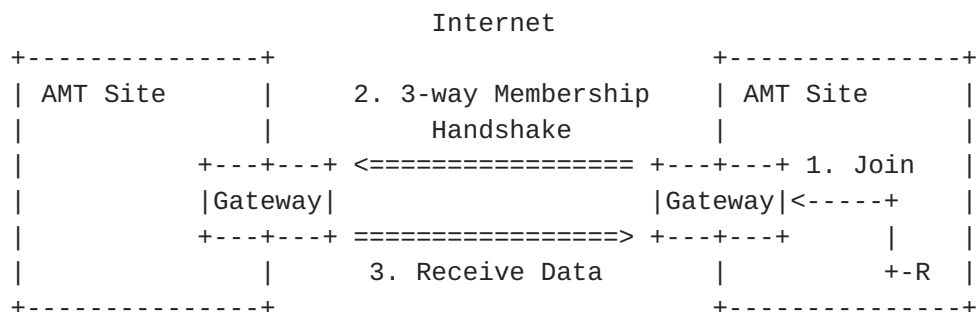 Internet
+---------------+                              +---------------+
| AMT Site      |     2. 3-way Membership      | AMT Site      |
|               |          Handshake           |               |
|           +---+---+ <================= +---+---+ 1. Join   |
|           |Gateway|                    |Gateway|<-----+    |
|           +---+---+ =================> +---+---+      |    |
|               |      3. Receive Data         |          +-R  |
+---------------+                              +---------------+